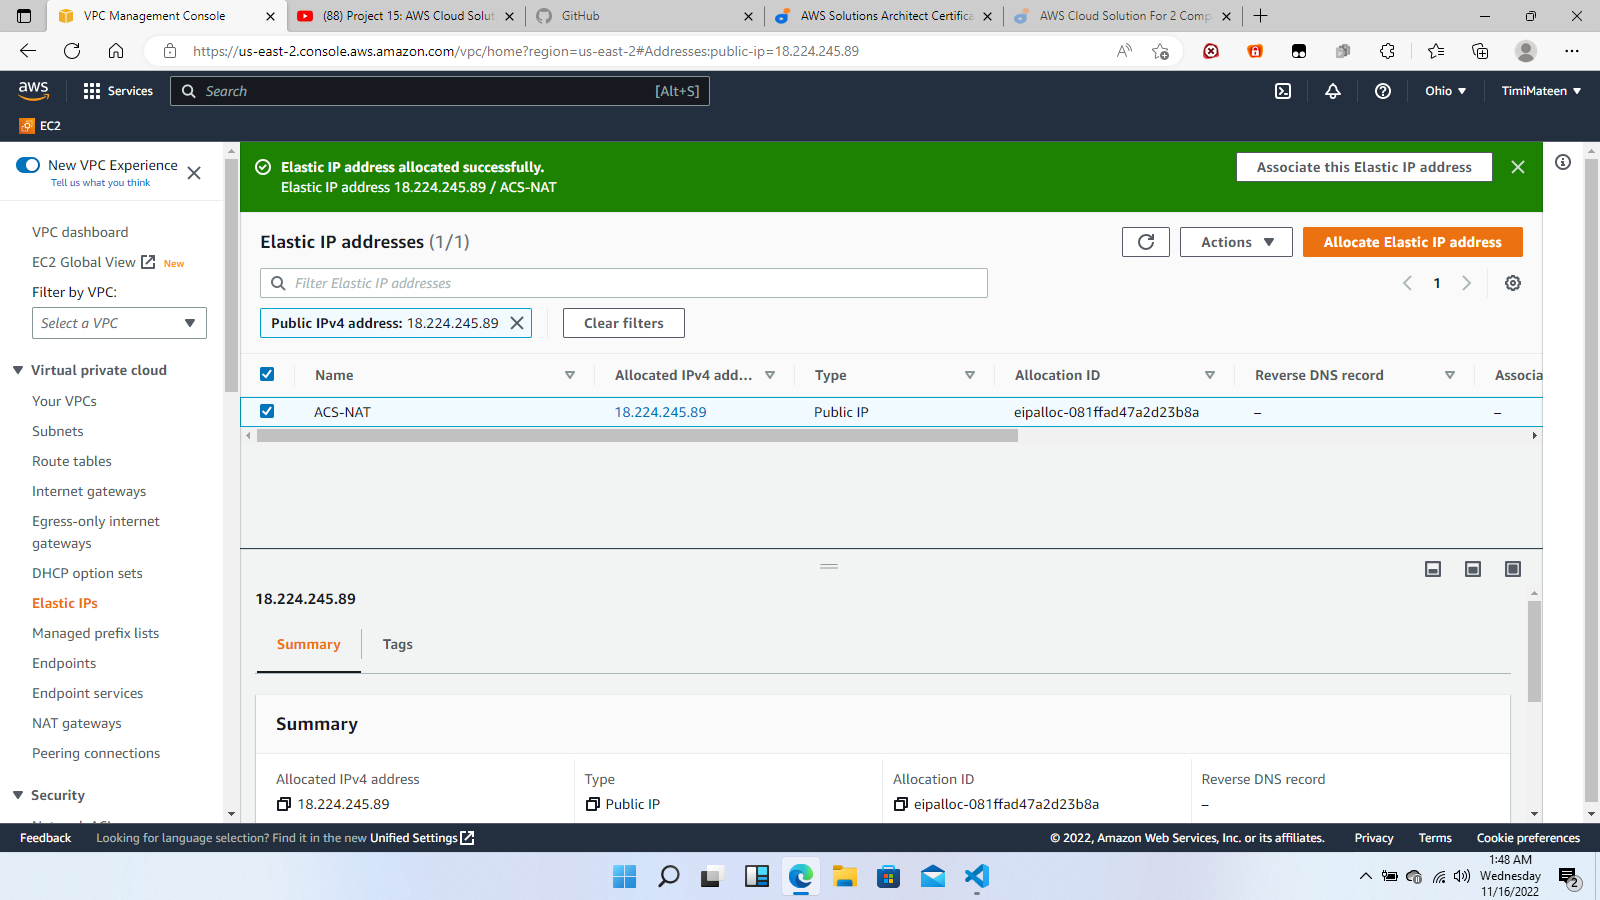 VPC Management Console
(88) Project 15: AWS Cloud Solut
GitHub
AWS Solutions Architect Certifica
AWS Cloud Solution For 2 Comp
https://us-east-2.console.aws.amazon.com/vpc/home?region=us-east-2#Addresses:public-ip=18.224.245.89
aws
Services
Search
[Alt+S]
Ohio
TimiMateen
EC2
New VPC Experience
Tell us what you think
VPC dashboard
EC2 Global View New
Filter by VPC:
Select a VPC
Virtual private cloud
Your VPCs
Subnets
Route tables
Internet gateways
Egress-only internet
gateways
DHCP option sets
Elastic IPs
Managed prefix lists
Endpoints
Endpoint services
NAT gateways
Peering connections
Security
Elastic IP address allocated successfully.
Elastic IP address 18.224.245.89 / ACS-NAT
Associate this Elastic IP address
Elastic IP addresses (1/1)
Actions
Allocate Elastic IP address
Filter Elastic IP addresses
1
Public IPv4 address: 18.224.245.89
Clear filters
Name Allocated IPv4 add... Type Allocation ID Reverse DNS record Associa
ACS-NAT 18.224.245.89 Public IP eipalloc-081ffad47a2d23b8a – –
18.224.245.89
Summary
Tags
Summary
Allocated IPv4 address Type Allocation ID Reverse DNS record
18.224.245.89 Public IP eipalloc-081ffad47a2d23b8a –
Feedback
Looking for language selection? Find it in the new Unified Settings
© 2022, Amazon Web Services, Inc. or its affiliates.
Privacy
Terms
Cookie preferences
1:48 AM
Wednesday
11/16/2022
2